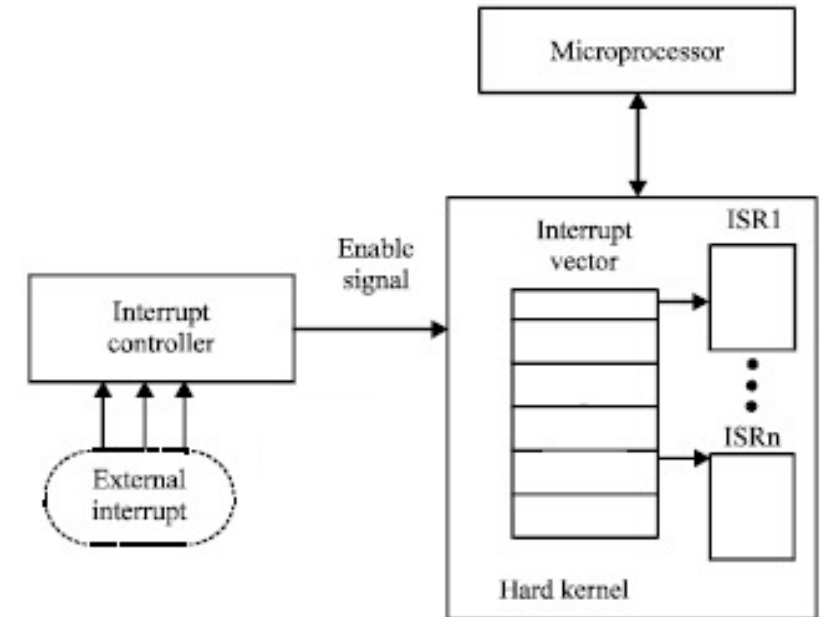 Microprocessor
Enable
signal
Interrupt
vector
ISR1
Interrupt
controller
ISRn
External
interrupt
Hard kernel